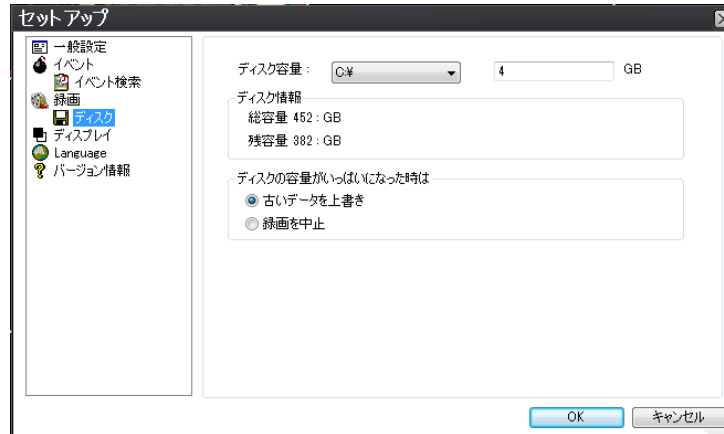 セットアップ
一般設定
イベント
イベント検索
録画
ディスク
ディスプレイ
Language
バージョン情報
ディスク容量： C:¥ 4 GB
ディスク情報
総容量 452 : GB
残容量 382 : GB
ディスクの容量がいっぱいになった時は
古いデータを上書き
録画を中止
OK キャンセル